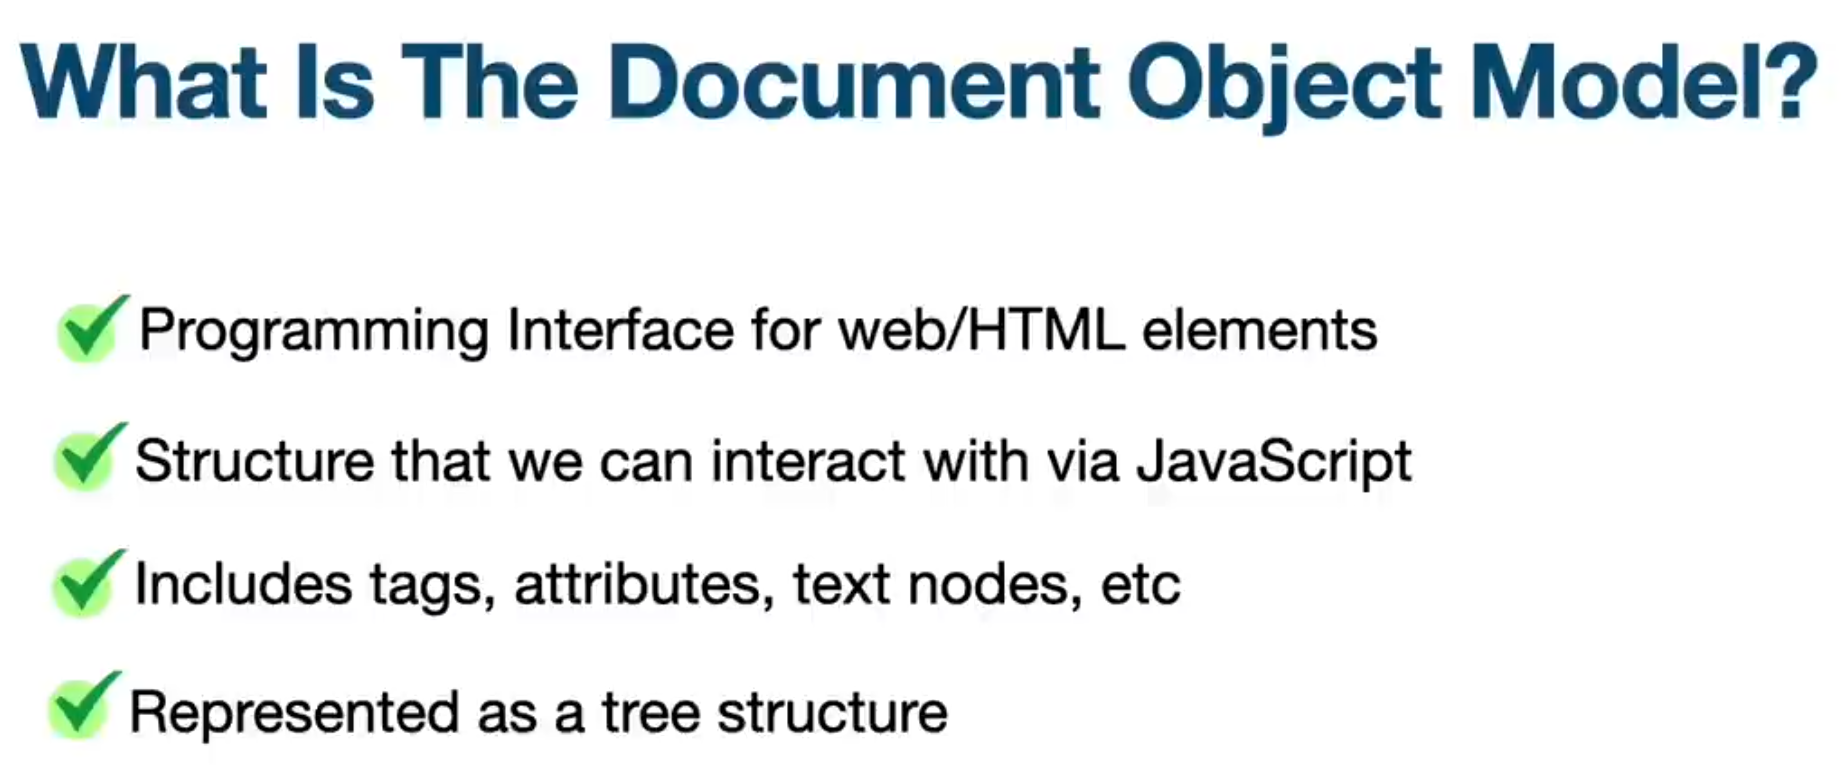 What Is The Document Object Model?
Programming Interface for web/HTML elements
Structure that we can interact with via JavaScript
Includes tags, attributes, text nodes, etc
Represented as a tree structure